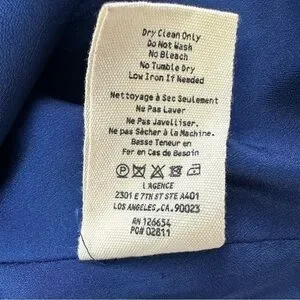 Dry Clean Only
Do Not Wash
No Bleach
No Tumble Dry
Low Iron If Needed
Nettoyage à Sec Seulement
Ne Pas Laver
Ne Pas Javelliser.
Ne pas Sècher à la Machine.
Basse Teneur en
Fer en Cas de Besoin
L'AGENCE
2301 E 7TH ST STE A401
LOS ANGELES, CA. 90023
RN 126654
PO# 02811